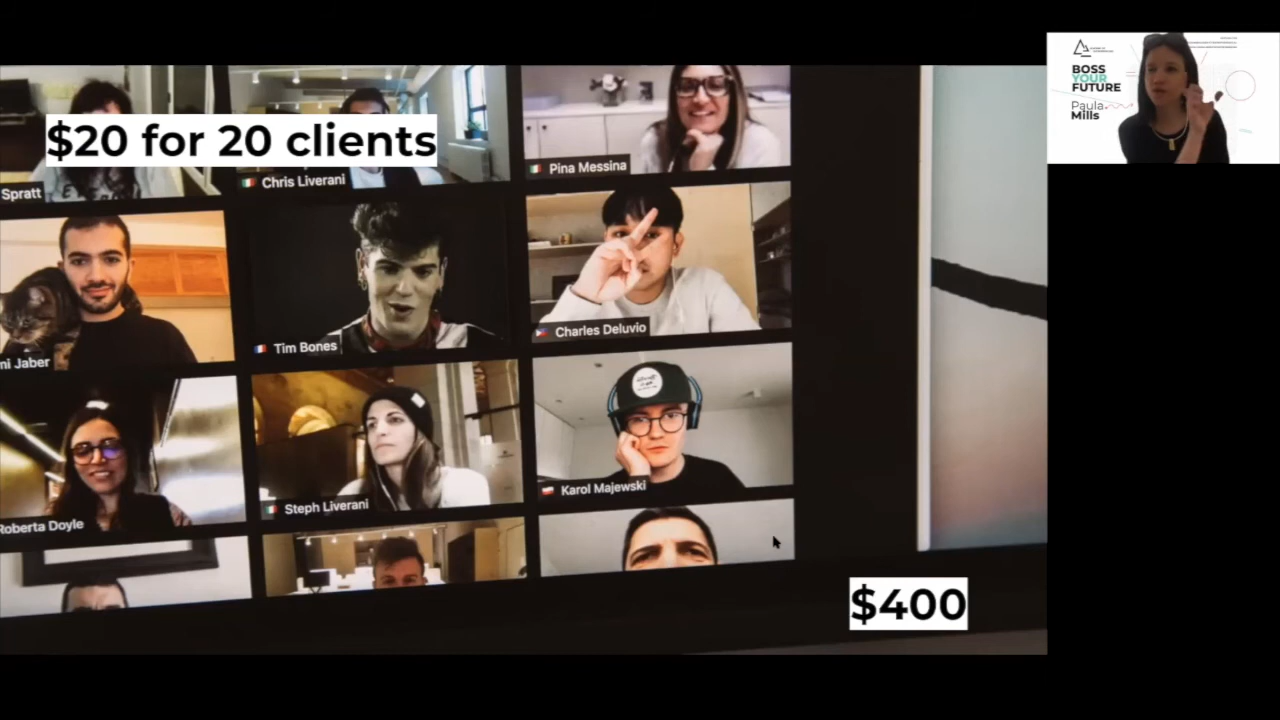 $20 for 20 clients
Spratt
Chris Liverani
Pina Messina
ni Jaber
Tim Bones
Charles Deluvio
Roberta Doyle
Steph Liverani
Karol Majewski
$400
BOSS
YOUR
FUTURE
Paula
Mills